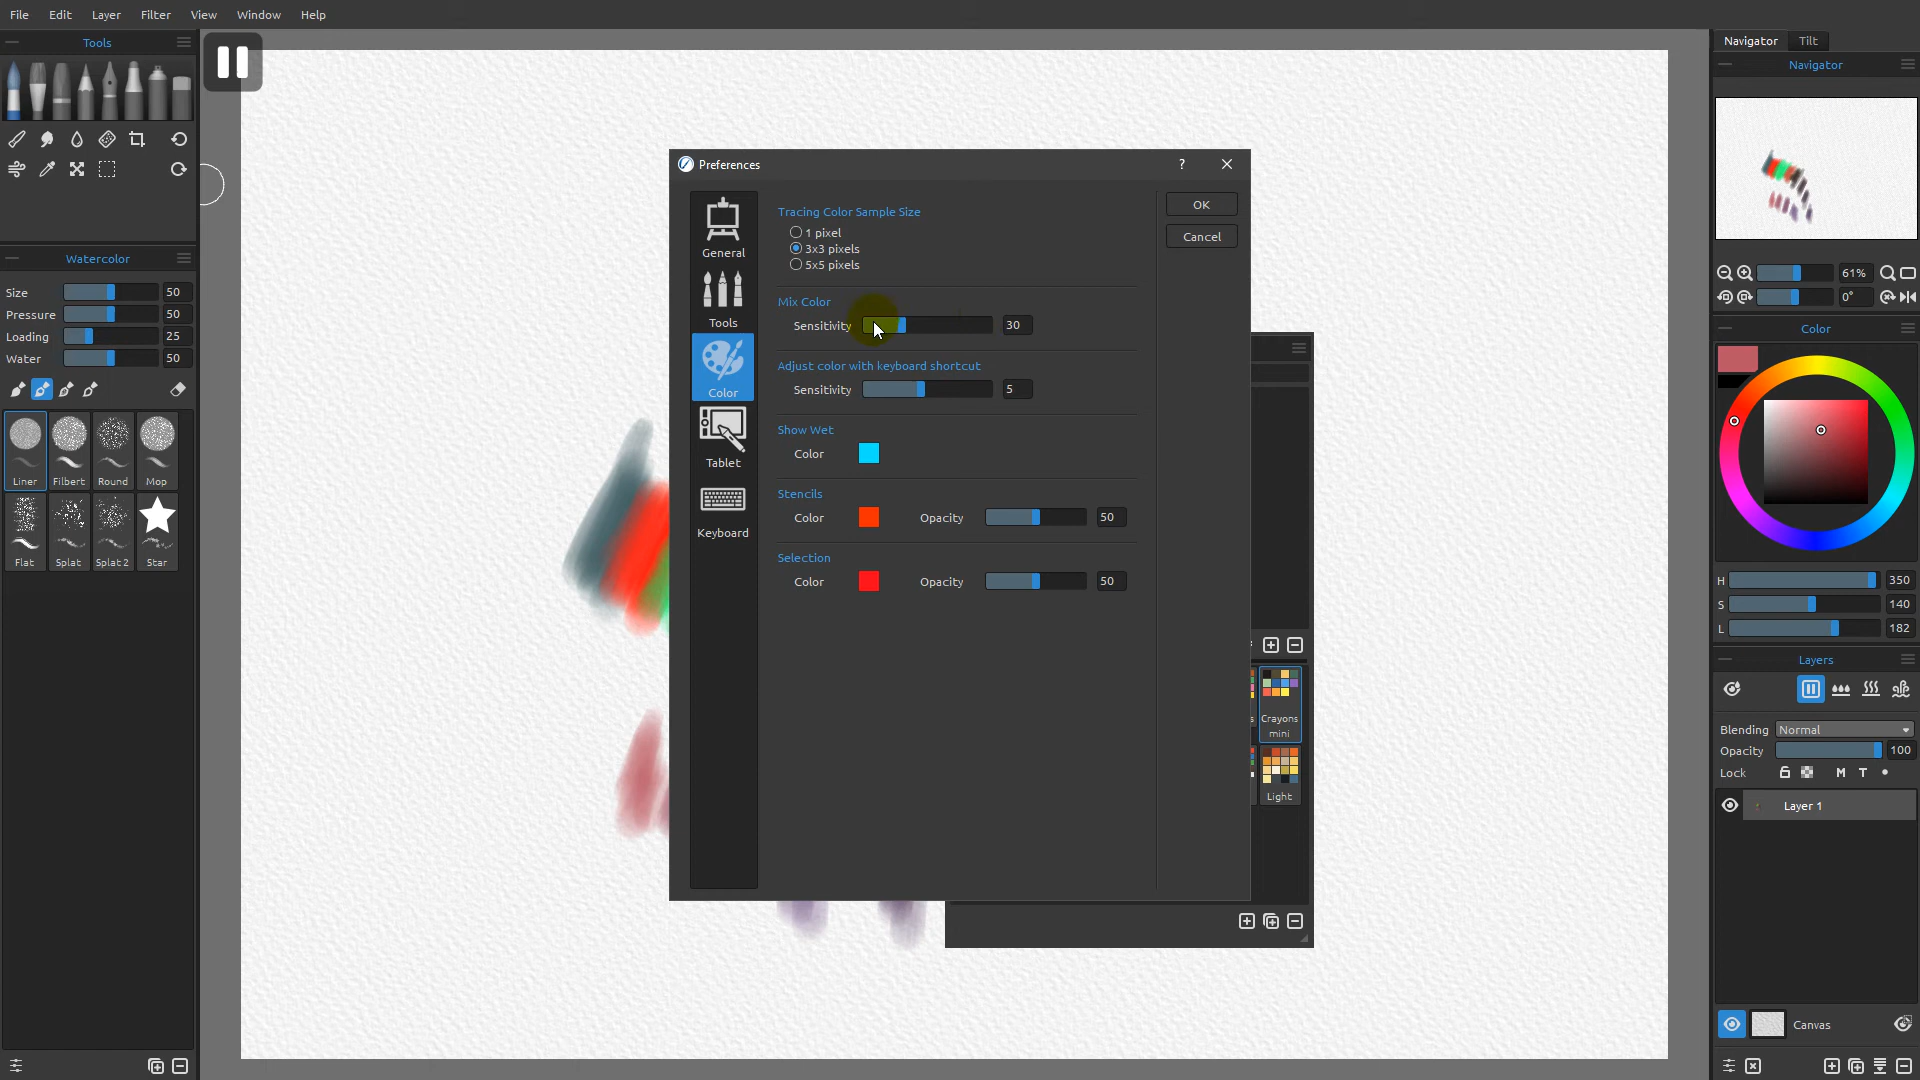 File Edit Layer Filter View Window Help
Tools
Watercolor
Size 50
Pressure 50
Loading 25
Water 50
Liner Filbert Round Mop
Flat Splat Splat 2 Star
Preferences ?
General
Tools
Color
Tablet
Keyboard
Tracing Color Sample Size
1 pixel
3x3 pixels
5x5 pixels
Mix Color
Sensitivity 30
Adjust color with keyboard shortcut
Sensitivity 5
Show Wet
Color
Stencils
Color Opacity 50
Selection
Color Opacity 50
OK
Cancel
Crayons
mini
Light
Navigator Tilt
Navigator
61%
0°
Color
H 350
S 140
L 182
Layers
Blending Normal
Opacity 100
Lock M T
Layer 1
Canvas